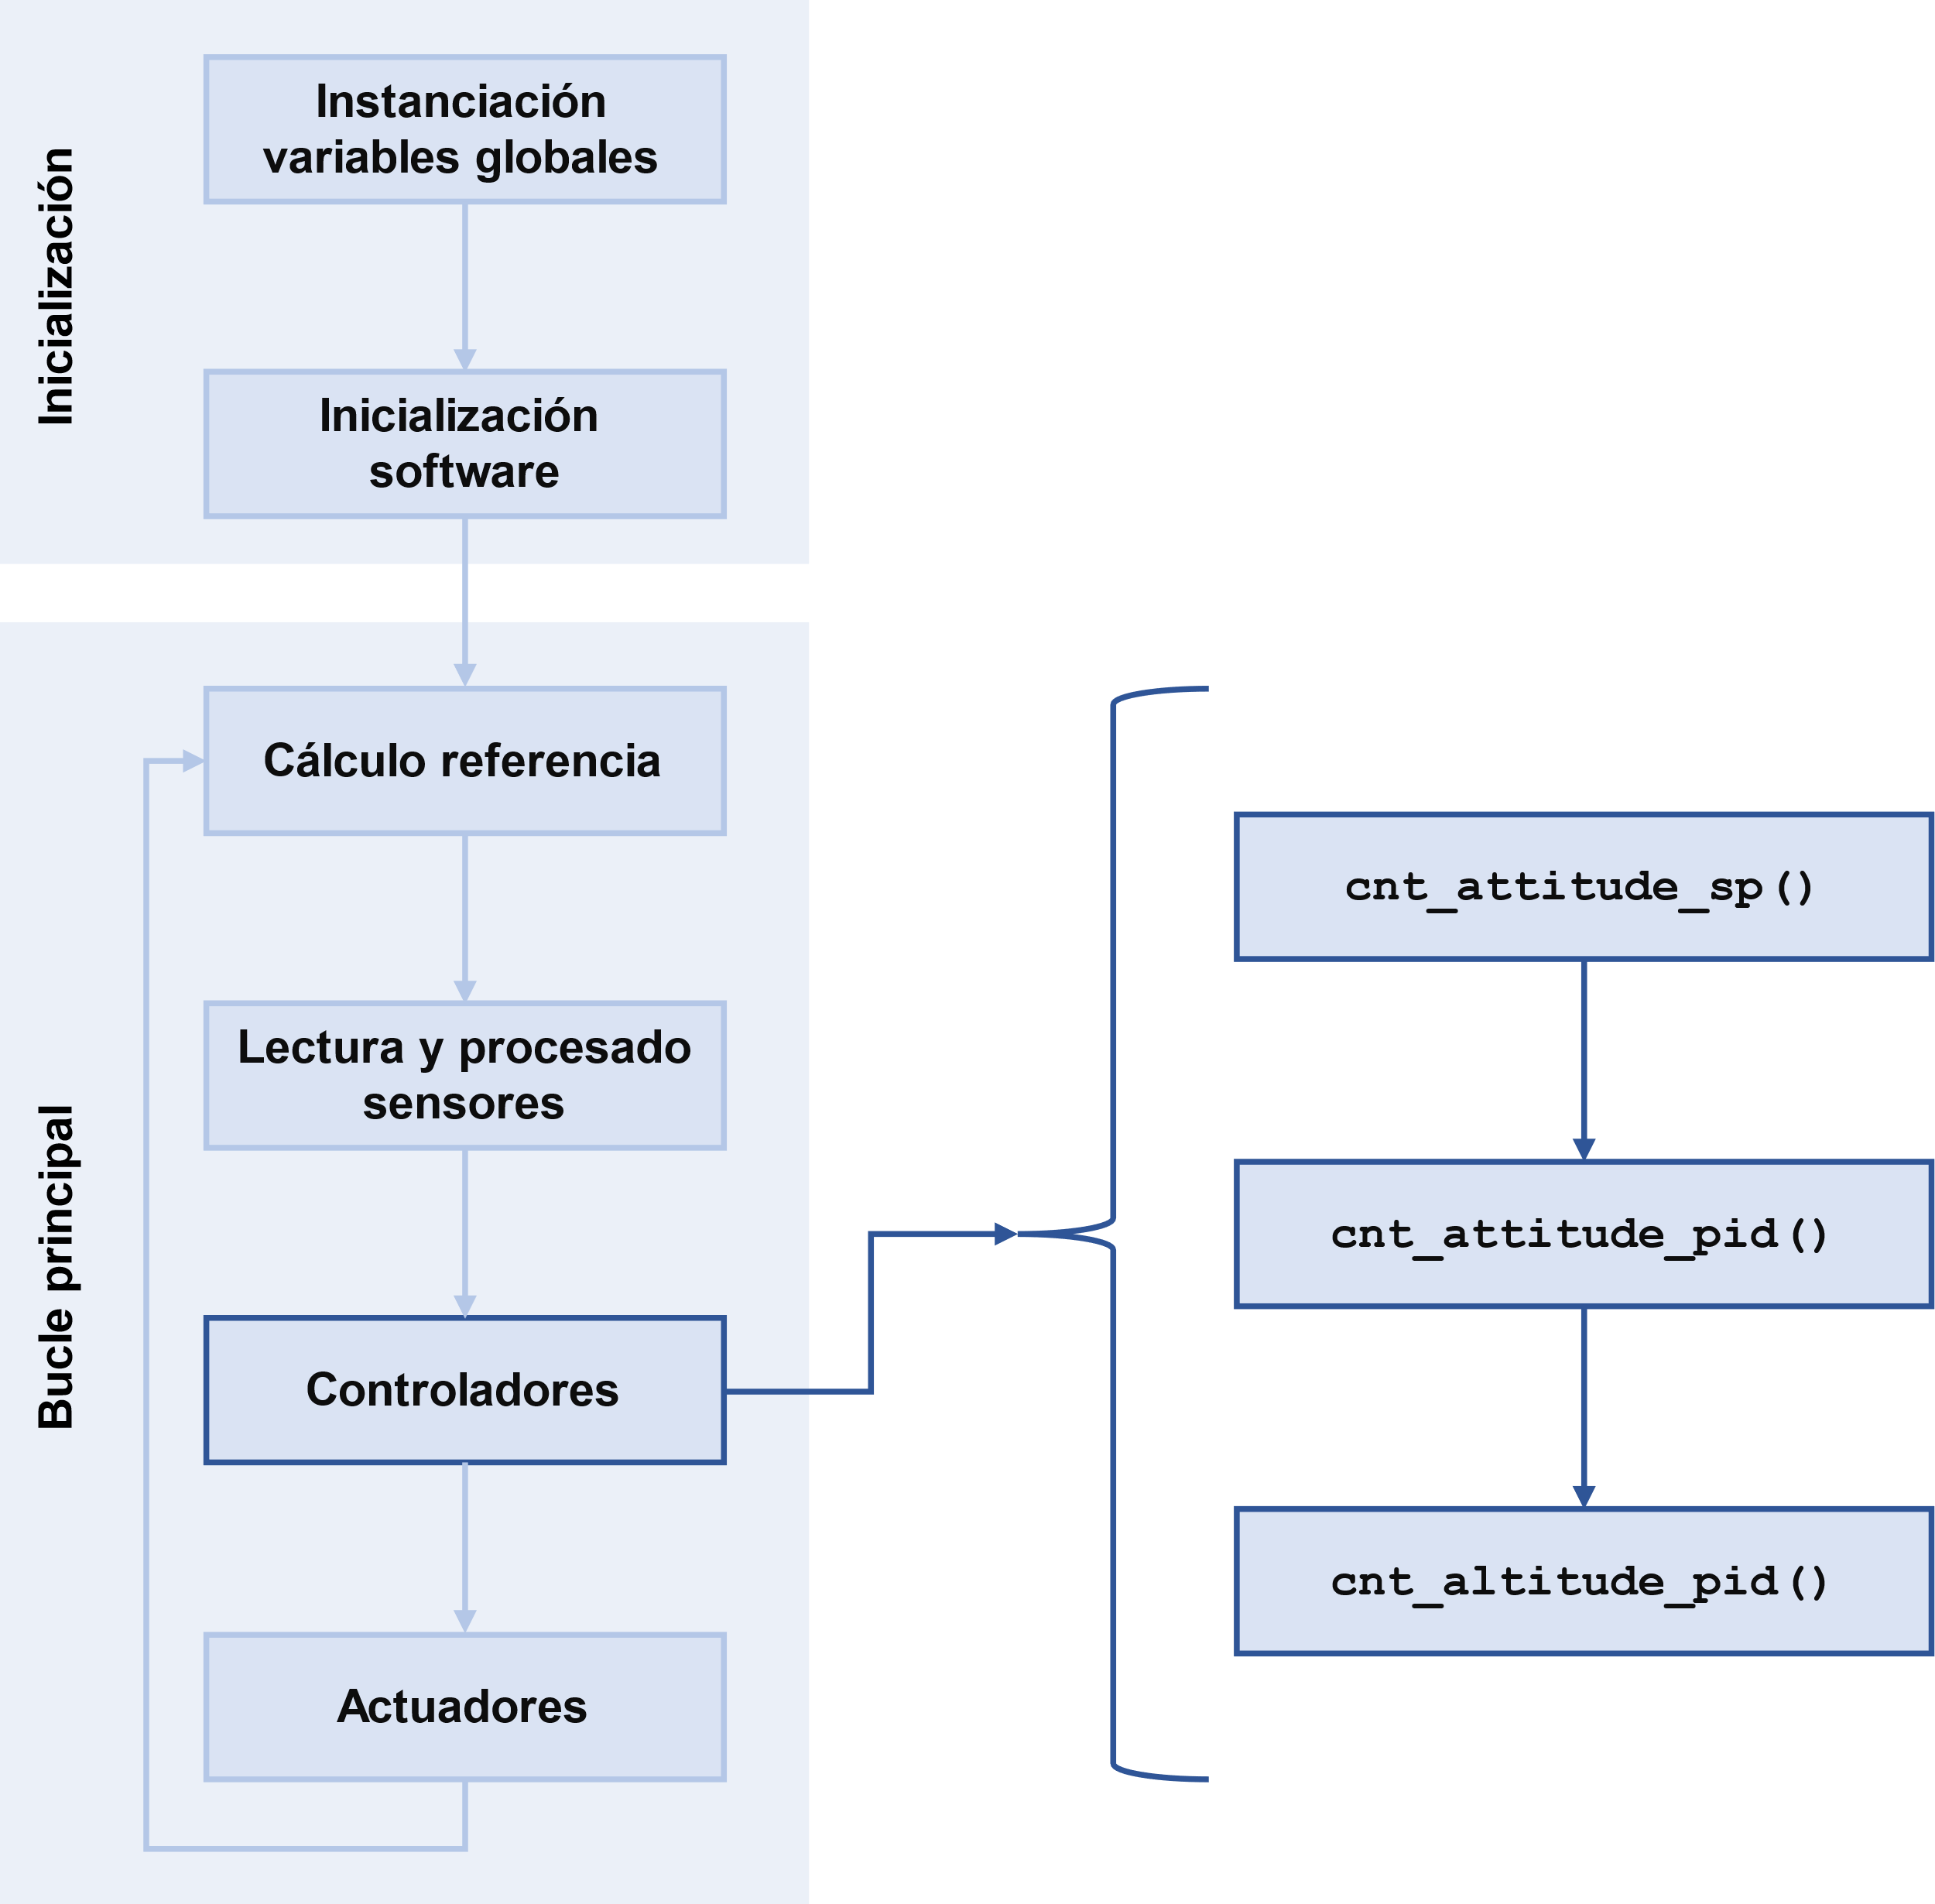 Inicialización
Instanciación
variables globales
Inicialización
software
Bucle principal
Cálculo referencia
Lectura y procesado
sensores
Controladores
Actuadores
cnt_attitude_sp()
cnt_attitude_pid()
cnt_altitude_pid()